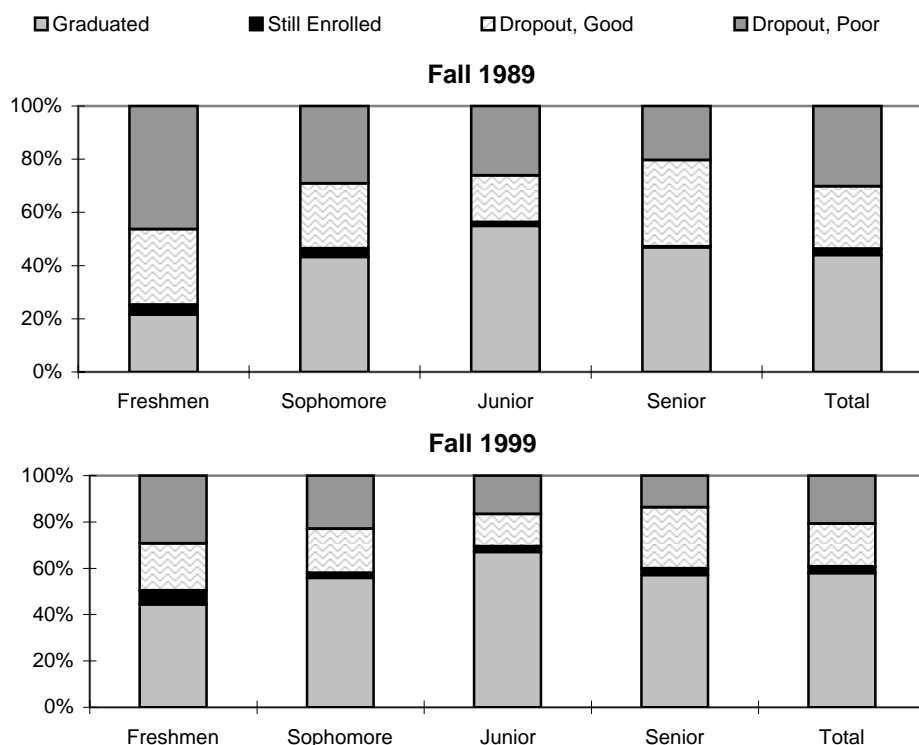 Graduated Still Enrolled Dropout, Good Dropout, Poor
Fall 1989
100%
80%
60%
40%
20%
0%
Freshmen Sophomore Junior Senior Total
Fall 1999
100%
80%
60%
40%
20%
0%
Freshmen Sophomore Junior Senior Total